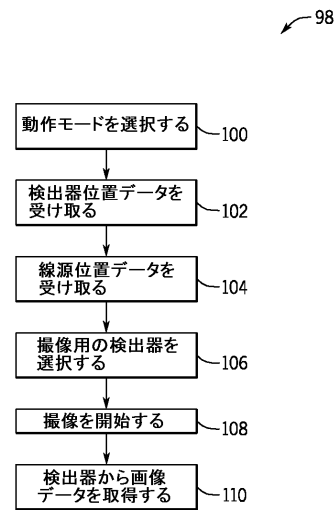 98
動作モードを選択する
100
検出器位置データを
受け取る
102
線源位置データを
受け取る
104
撮像用の検出器を
選択する
106
撮像を開始する
108
検出器から画像
データを取得する
110